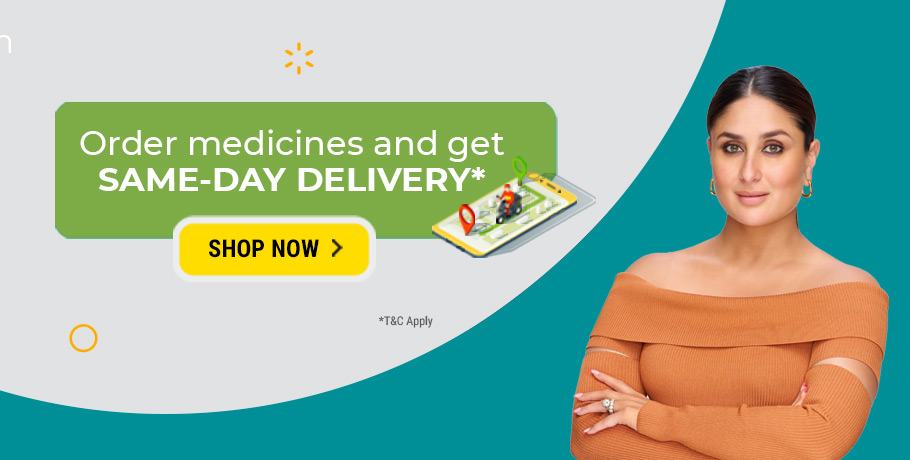 Order medicines and get
SAME-DAY DELIVERY*
SHOP NOW
*T&C Apply